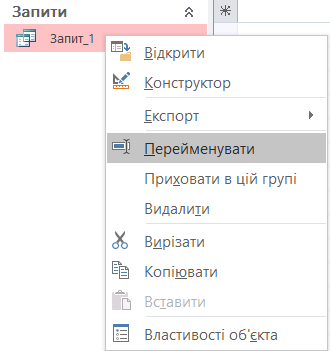 Запити
Запит_1
Відкрити
Конструктор
Експорт
Перейменувати
Приховати в цій групі
Видалити
Вирізати
Копіювати
Вставити
Властивості об'єкта